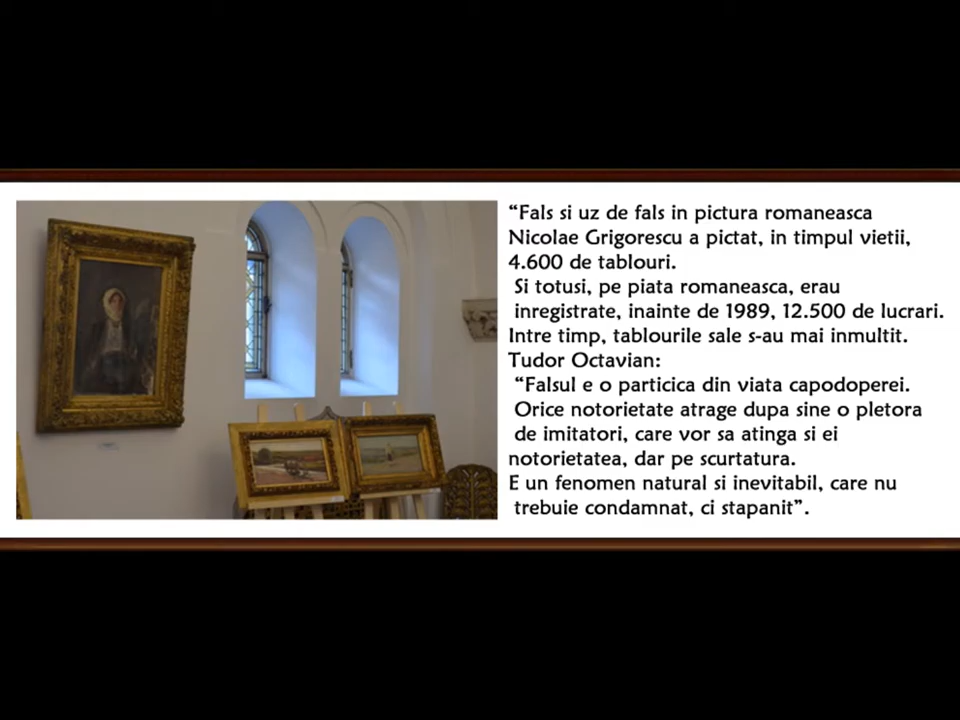 “Fals si uz de fals in pictura romaneasca
Nicolae Grigorescu a pictat, in timpul vietii,
4.600 de tablouri.
Si totusi, pe piata romaneasca, erau
inregistrate, inainte de 1989, 12.500 de lucrari.
Intre timp, tablourile sale s-au mai inmultit.
Tudor Octavian:
“Falsul e o particica din viata capodoperei.
Orice notorietate atrage dupa sine o pletora
de imitatori, care vor sa atinga si ei
notorietatea, dar pe scurtatura.
E un fenomen natural si inevitabil, care nu
trebuie condamnat, ci stapanit”.